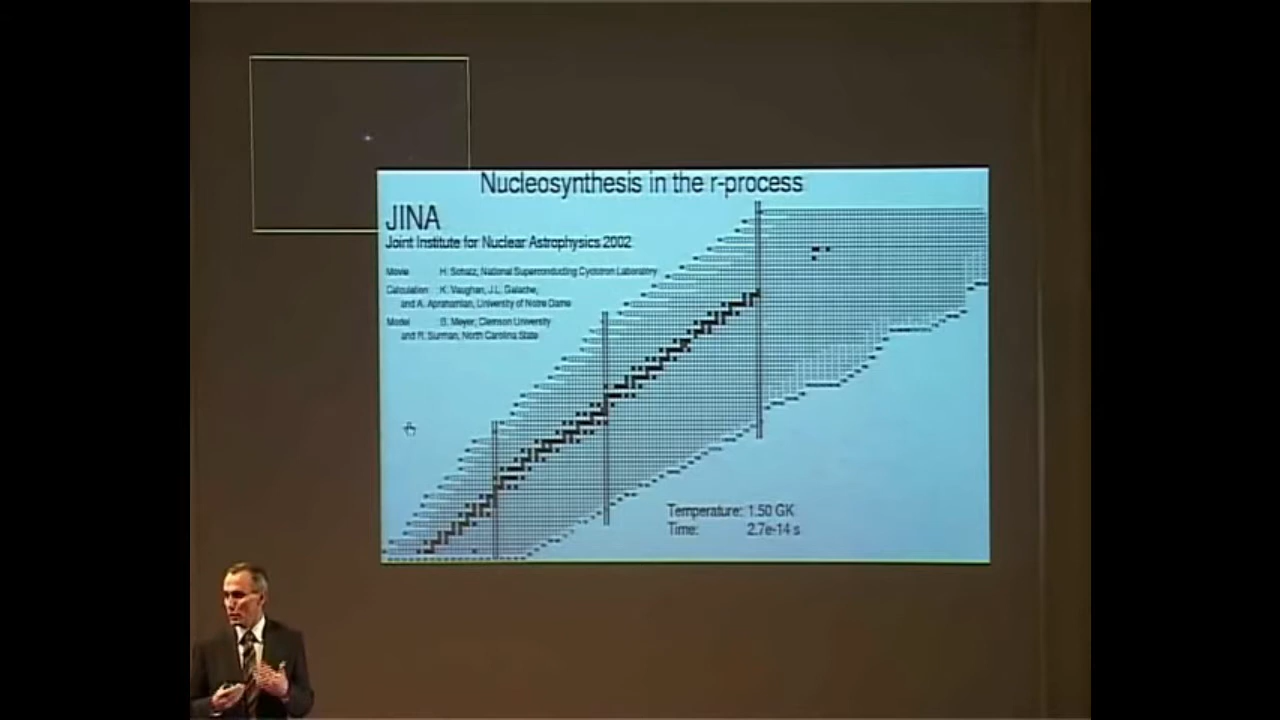 Nucleosynthesis in the r-process
JINA
Joint Institute for Nuclear Astrophysics 2002
Movie H. Schatz, National Superconducting Cyclotron Laboratory
Calculation: K. Vaughan, J.L. Galache,
and A. Aprahamian, University of Notre Dame
Model B. Meyer, Clemson University
and R. Surman, North Carolina State
Temperature: 1.50 GK
Time: 2.7e-14 s